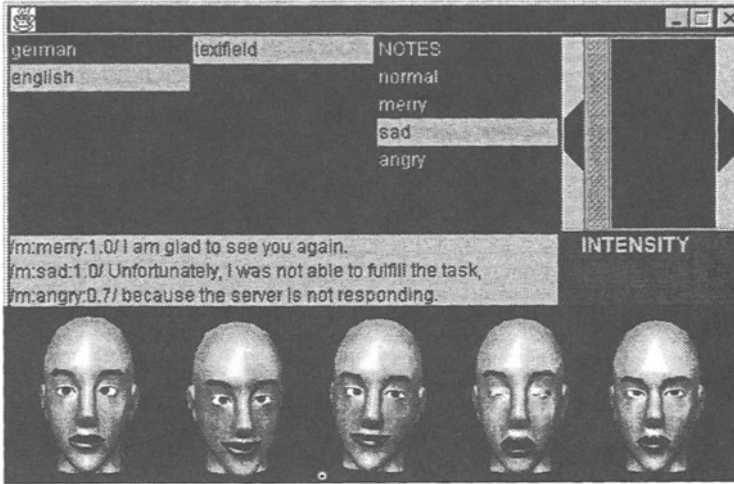 german
english
textfield
NOTES
normal
merry
sad
angry
INTENSITY
/m:merry:1.0/ I am glad to see you again.
/m:sad:1.0/ Unfortunately, I was not able to fulfill the task,
/m:angry:0.7/ because the server is not responding.